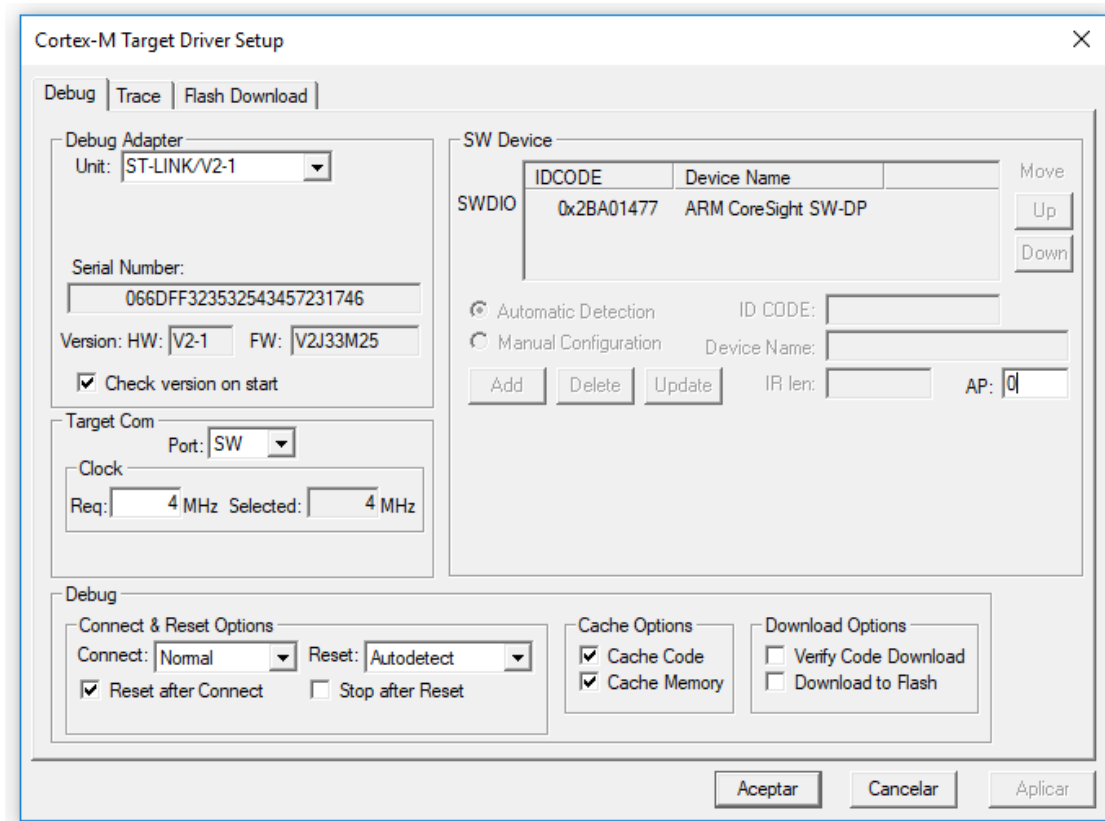 Cortex-M Target Driver Setup
Debug Trace Flash Download
Debug Adapter
Unit: ST-LINK/V2-1
Serial Number:
066DFF323532543457231746
Version: HW: V2-1 FW: V2J33M25
Check version on start
Target Com
Port: SW
Clock
Req: 4 MHz Selected: 4 MHz
SW Device
IDCODE Device Name
SWDIO 0x2BA01477 ARM CoreSight SW-DP
Move
Up
Down
Automatic Detection ID CODE:
Manual Configuration Device Name:
Add Delete Update IR len: AP: 0
Debug
Connect & Reset Options
Connect: Normal Reset: Autodetect
Reset after Connect Stop after Reset
Cache Options
Cache Code
Cache Memory
Download Options
Verify Code Download
Download to Flash
Aceptar Cancelar Aplicar